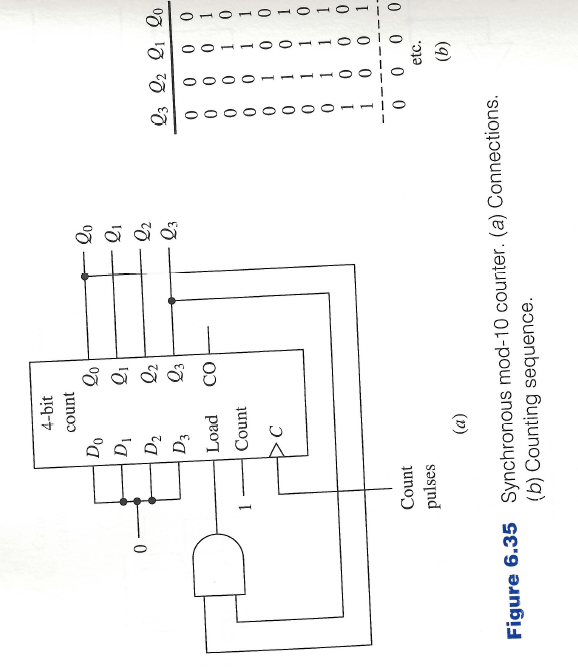 4-bit
count
D0 Q0 Q0
D1 Q1 Q1
0
D2 Q2 Q2
D3 Q3 Q3
Load CO
1 Count
C
Count
pulses
(a)
Q3 Q2 Q1 Q0
0 0 0 0
0 0 0 1
0 0 1 0
0 0 1 1
0 1 0 0
0 1 0 1
0 1 1 0
0 1 1 1
1 0 0 0
1 0 0 1
0 0 0 0
etc.
(b)
Figure 6.35 Synchronous mod-10 counter. (a) Connections.
(b) Counting sequence.